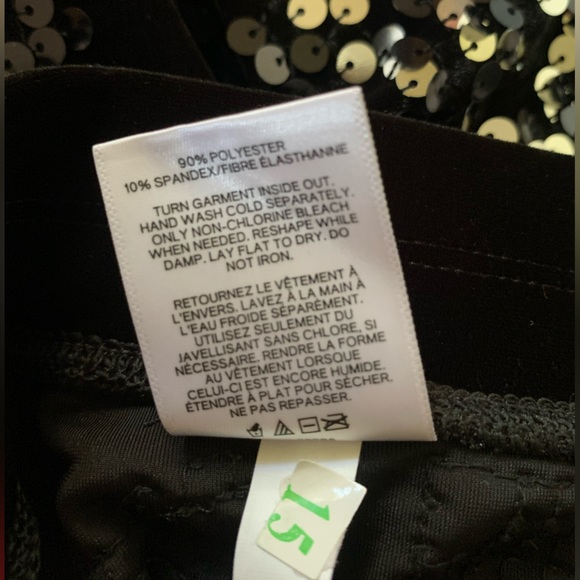 90% POLYESTER
10% SPANDEX/FIBRE ÉLASTHANNE
TURN GARMENT INSIDE OUT.
HAND WASH COLD SEPARATELY.
ONLY NON-CHLORINE BLEACH
WHEN NEEDED. RESHAPE WHILE
DAMP. LAY FLAT TO DRY. DO
NOT IRON.
RETOURNEZ LE VÊTEMENT À
L'ENVERS. LAVEZ À LA MAIN À
L'EAU FROIDE SÉPARÉMENT.
UTILISEZ SEULEMENT DU
JAVELLISANT SANS CHLORE, SI
NÉCESSAIRE. RENDRE LA FORME
AU VÊTEMENT LORSQUE
CELUI-CI EST ENCORE HUMIDE.
ÉTENDRE À PLAT POUR SÉCHER.
NE PAS REPASSER.
15